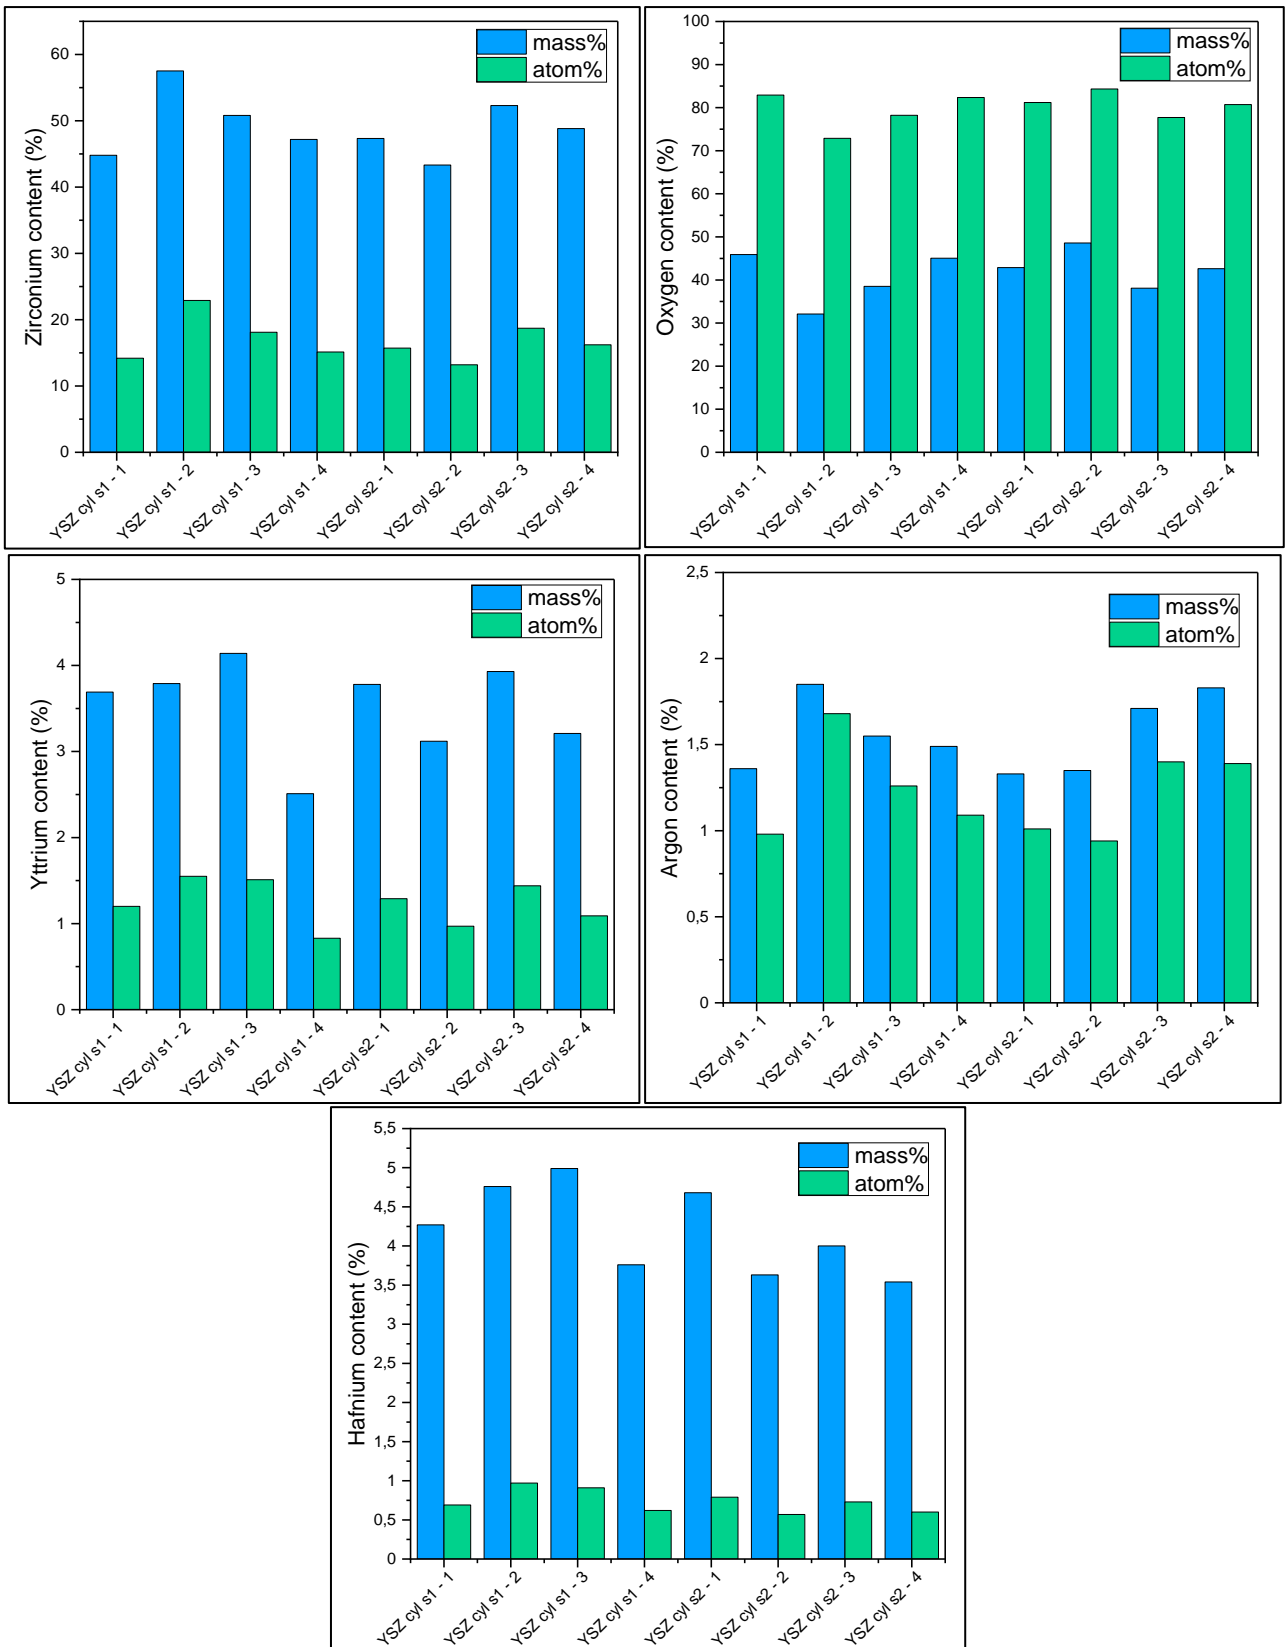 Zirconium content (%)
60
50
40
30
20
10
0
mass%
atom%
YSZ cyl s1 - 1
YSZ cyl s1 - 2
YSZ cyl s1 - 3
YSZ cyl s1 - 4
YSZ cyl s2 - 1
YSZ cyl s2 - 2
YSZ cyl s2 - 3
YSZ cyl s2 - 4
Oxygen content (%)
100
90
80
70
60
50
40
30
20
10
0
mass%
atom%
YSZ cyl s1 - 1
YSZ cyl s1 - 2
YSZ cyl s1 - 3
YSZ cyl s1 - 4
YSZ cyl s2 - 1
YSZ cyl s2 - 2
YSZ cyl s2 - 3
YSZ cyl s2 - 4
Yttrium content (%)
5
4
3
2
1
0
mass%
atom%
YSZ cyl s1 - 1
YSZ cyl s1 - 2
YSZ cyl s1 - 3
YSZ cyl s1 - 4
YSZ cyl s2 - 1
YSZ cyl s2 - 2
YSZ cyl s2 - 3
YSZ cyl s2 - 4
Argon content (%)
2,5
2
1,5
1
0,5
0
mass%
atom%
YSZ cyl s1 - 1
YSZ cyl s1 - 2
YSZ cyl s1 - 3
YSZ cyl s1 - 4
YSZ cyl s2 - 1
YSZ cyl s2 - 2
YSZ cyl s2 - 3
YSZ cyl s2 - 4
Hafnium content (%)
5,5
5
4,5
4
3,5
3
2,5
2
1,5
1
0,5
0
mass%
atom%
YSZ cyl s1 - 1
YSZ cyl s1 - 2
YSZ cyl s1 - 3
YSZ cyl s1 - 4
YSZ cyl s2 - 1
YSZ cyl s2 - 2
YSZ cyl s2 - 3
YSZ cyl s2 - 4